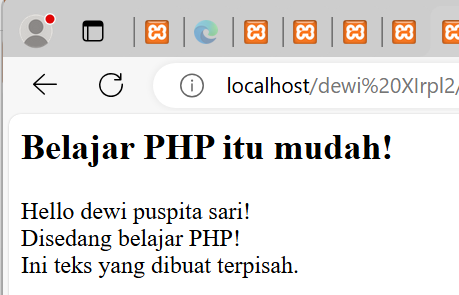 localhost/dewi%20XIrpl2/
Belajar PHP itu mudah!
Hello dewi puspita sari!
Disedang belajar PHP!
Ini teks yang dibuat terpisah.